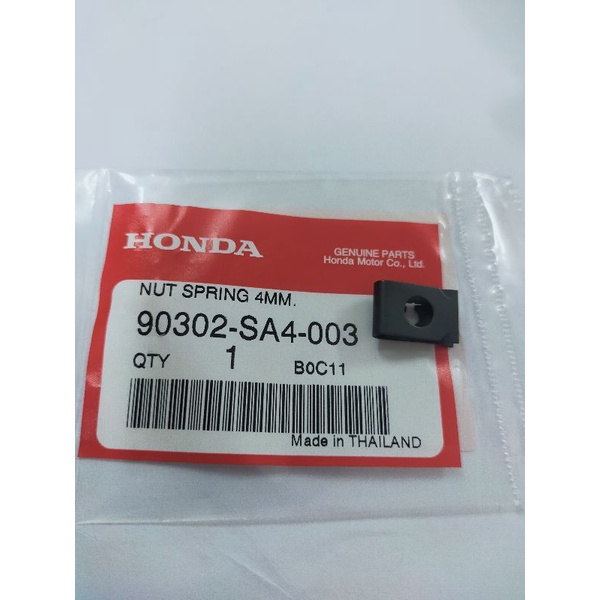 HONDA
GENUINE PARTS
Honda Motor Co., Ltd.
NUT SPRING 4MM.
90302-SA4-003
QTY 1 B0C11
Made in THAILAND